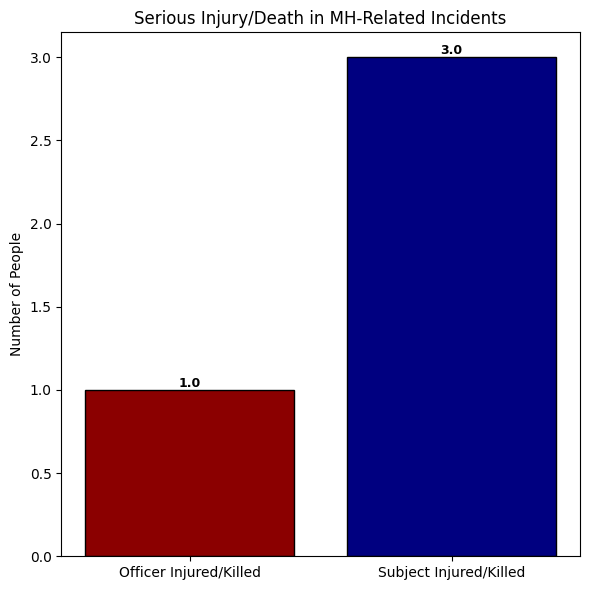 Serious Injury/Death in MH-Related Incidents
Number of People
3.0
2.5
2.0
1.5
1.0
0.5
0.0
1.0
3.0
Officer Injured/Killed
Subject Injured/Killed